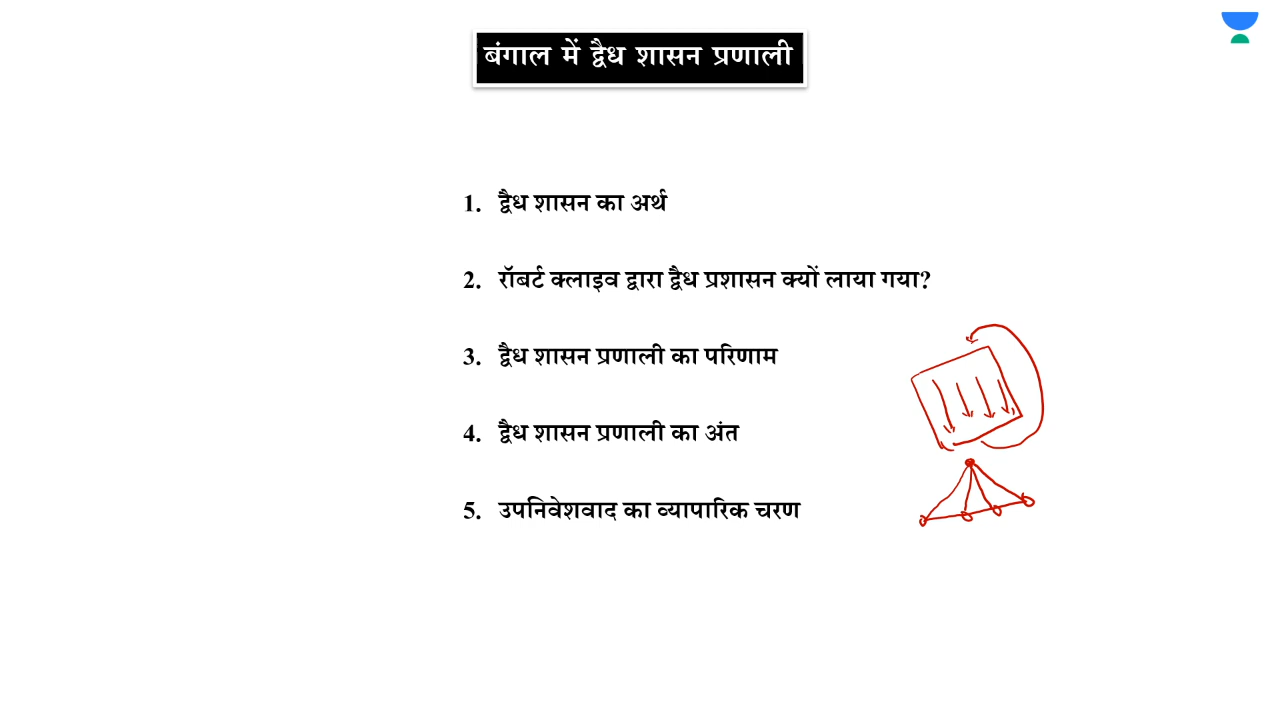 बंगाल में द्वैध शासन प्रणाली
1. द्वैध शासन का अर्थ
2. रॉबर्ट क्लाइव द्वारा द्वैध प्रशासन क्यों लाया गया?
3. द्वैध शासन प्रणाली का परिणाम
4. द्वैध शासन प्रणाली का अंत
5. उपनिवेशवाद का व्यापारिक चरण